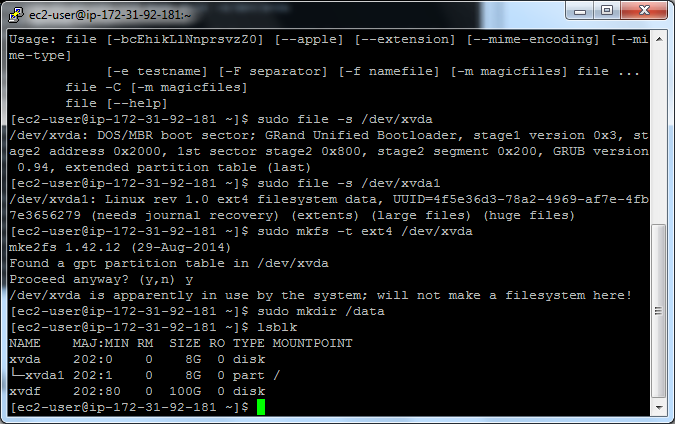 ec2-user@ip-172-31-92-181:~
Usage: file [-bcEhikLlNnprsvzZ0] [--apple] [--extension] [--mime-encoding] [--mi
me-type]
            [-e testname] [-F separator] [-f namefile] [-m magicfiles] file ...
       file -C [-m magicfiles]
       file [--help]
[ec2-user@ip-172-31-92-181 ~]$ sudo file -s /dev/xvda
/dev/xvda: DOS/MBR boot sector; GRand Unified Bootloader, stage1 version 0x3, st
age2 address 0x2000, 1st sector stage2 0x800, stage2 segment 0x200, GRUB version
 0.94, extended partition table (last)
[ec2-user@ip-172-31-92-181 ~]$ sudo file -s /dev/xvda1
/dev/xvda1: Linux rev 1.0 ext4 filesystem data, UUID=4f5e36d3-78a2-4969-af7e-4fb
7e3656279 (needs journal recovery) (extents) (large files) (huge files)
[ec2-user@ip-172-31-92-181 ~]$ sudo mkfs -t ext4 /dev/xvda
mke2fs 1.42.12 (29-Aug-2014)
Found a gpt partition table in /dev/xvda
Proceed anyway? (y,n) y
/dev/xvda is apparently in use by the system; will not make a filesystem here!
[ec2-user@ip-172-31-92-181 ~]$ sudo mkdir /data
[ec2-user@ip-172-31-92-181 ~]$ lsblk
NAME    MAJ:MIN RM  SIZE RO TYPE MOUNTPOINT
xvda    202:0    0    8G  0 disk
└─xvda1 202:1    0    8G  0 part /
xvdf    202:80   0  100G  0 disk
[ec2-user@ip-172-31-92-181 ~]$